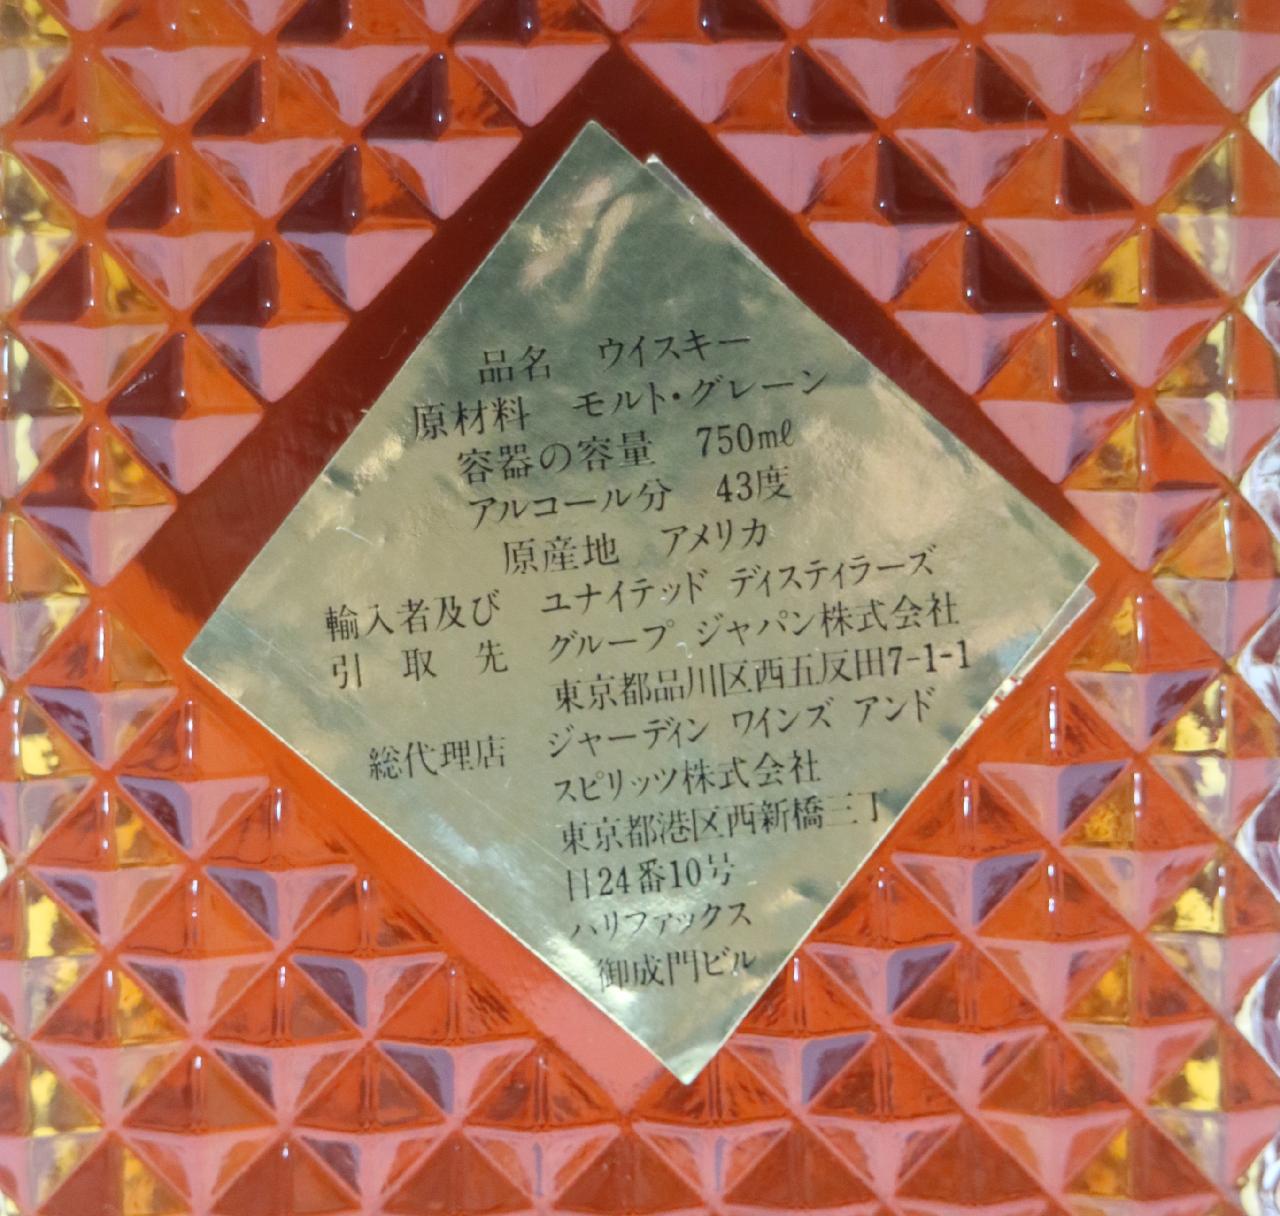 品名　ウイスキー
原材料　モルト・グレーン
容器の容量　750mℓ
アルコール分　43度
原産地　アメリカ
輸入者及び　ユナイテッド ディスティラーズ
引　取　先　グループ ジャパン株式会社
東京都品川区西五反田7-1-1
総代理店　ジャーディン ワインズ アンド
スピリッツ株式会社
東京都港区西新橋三丁
目24番10号
ハリファックス
御成門ビル